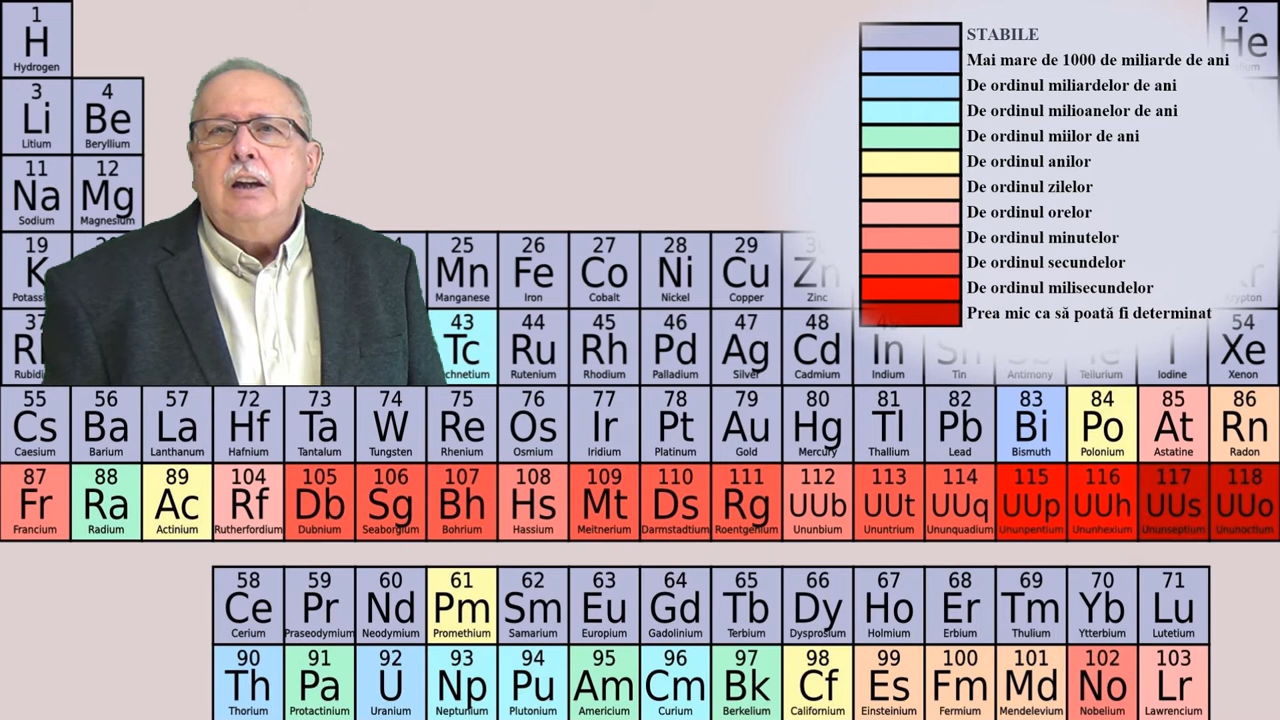 1 2
H He
Hydrogen
STABILE
Mai mare de 1000 de miliarde de ani
De ordinul miliardelor de ani
De ordinul milioanelor de ani
De ordinul miilor de ani
De ordinul anilor
De ordinul zilelor
De ordinul orelor
De ordinul minutelor
De ordinul secundelor
De ordinul milisecundelor
Prea mic ca să poată fi determinat
3 4
Li Be
Litium Beryllium
11 12
Na Mg
Sodium Magnesium
19 25 26 27 28 29
K Mn Fe Co Ni Cu Zn
Manganese Iron Cobalt Nickel Copper Zinc Krypton
37 43 44 45 46 47 48 54
Tc Ru Rh Pd Ag Cd In Sn I Xe
Rutenium Rhodium Palladium Silver Cadmium Indium Tin Antimony Tellurium Iodine Xenon
55 56 57 72 73 74 75 76 77 78 79 80 81 82 83 84 85 86
Cs Ba La Hf Ta W Re Os Ir Pt Au Hg Tl Pb Bi Po At Rn
Caesium Barium Lanthanum Hafnium Tantalum Tungsten Rhenium Osmium Iridium Platinum Gold Mercury Thallium Lead Bismuth Polonium Astatine Radon
87 88 89 104 105 106 107 108 109 110 111 112 113 114 115 116 117 118
Fr Ra Ac Rf Db Sg Bh Hs Mt Ds Rg UUb UUt UUq UUp UUh UUs UUo
Francium Radium Actinium Rutherfordium Dubnium Seaborgium Bohrium Hassium Meitnerium Darmstadtium Roentgenium Ununbium Ununtrium Ununquadium Ununpentium Ununhexium Ununseptium Ununoctium
58 59 60 61 62 63 64 65 66 67 68 69 70 71
Ce Pr Nd Pm Sm Eu Gd Tb Dy Ho Er Tm Yb Lu
Cerium Praseodymium Neodymium Promethium Samarium Europium Gadolinium Terbium Dysprosium Holmium Erbium Thulium Ytterbium Lutetium
90 91 92 93 94 95 96 97 98 99 100 101 102 103
Th Pa U Np Pu Am Cm Bk Cf Es Fm Md No Lr
Thorium Protactinium Uranium Neptunium Plutonium Americium Curium Berkelium Californium Einsteinium Fermium Mendelevium Nobelium Lawrencium